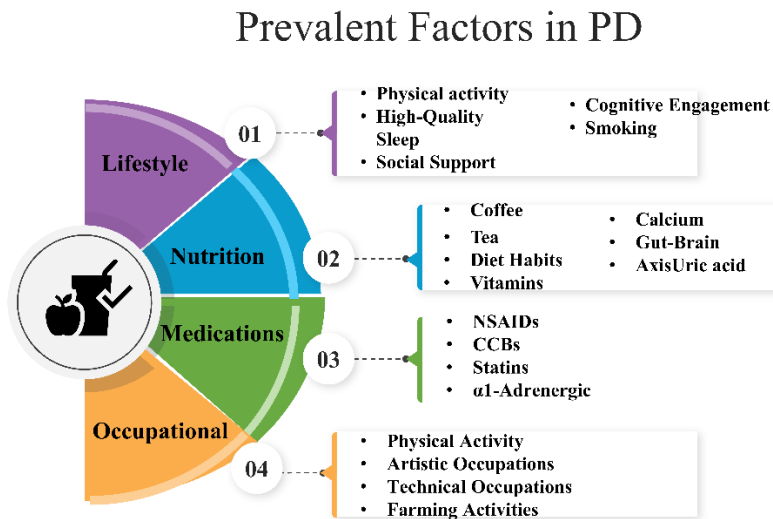 Prevalent Factors in PD
Lifestyle
01
• Physical activity
• High-Quality
Sleep
• Social Support
• Cognitive Engagement
• Smoking
Nutrition
02
• Coffee
• Tea
• Diet Habits
• Vitamins
• Calcium
• Gut-Brain
• AxisUric acid
Medications
03
• NSAIDs
• CCBs
• Statins
• α1-Adrenergic
Occupational
04
• Physical Activity
• Artistic Occupations
• Technical Occupations
• Farming Activities